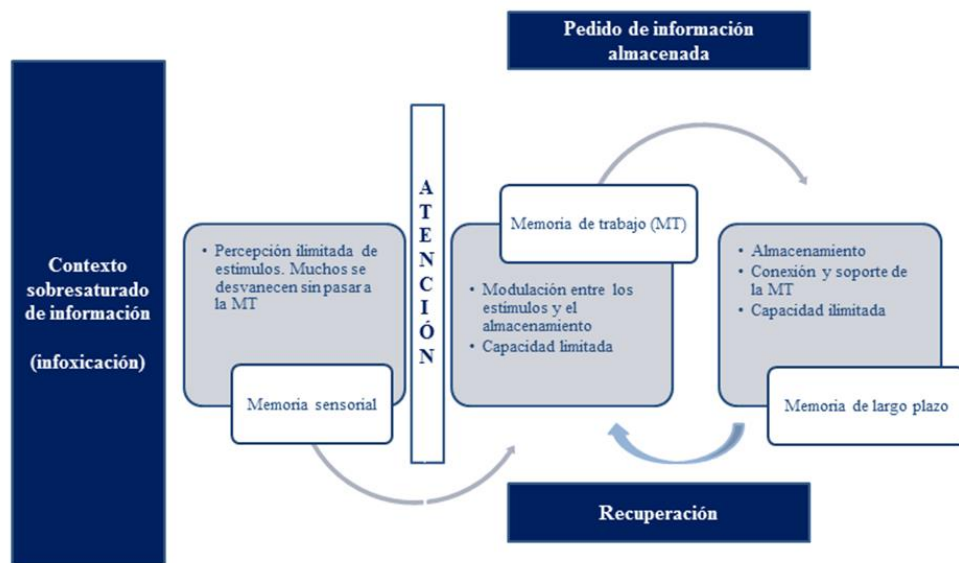 Pedido de información
almacenada
Contexto
sobresaturado
de información
(infoxicación)
• Percepción ilimitada de
estímulos. Muchos se
desvanecen sin pasar a
la MT
Memoria sensorial
A
T
E
N
C
I
Ó
N
Memoria de trabajo (MT)
• Modulación entre los
estímulos y el
almacenamiento
• Capacidad limitada
• Almacenamiento
• Conexión y soporte de
la MT
• Capacidad ilimitada
Memoria de largo plazo
Recuperación